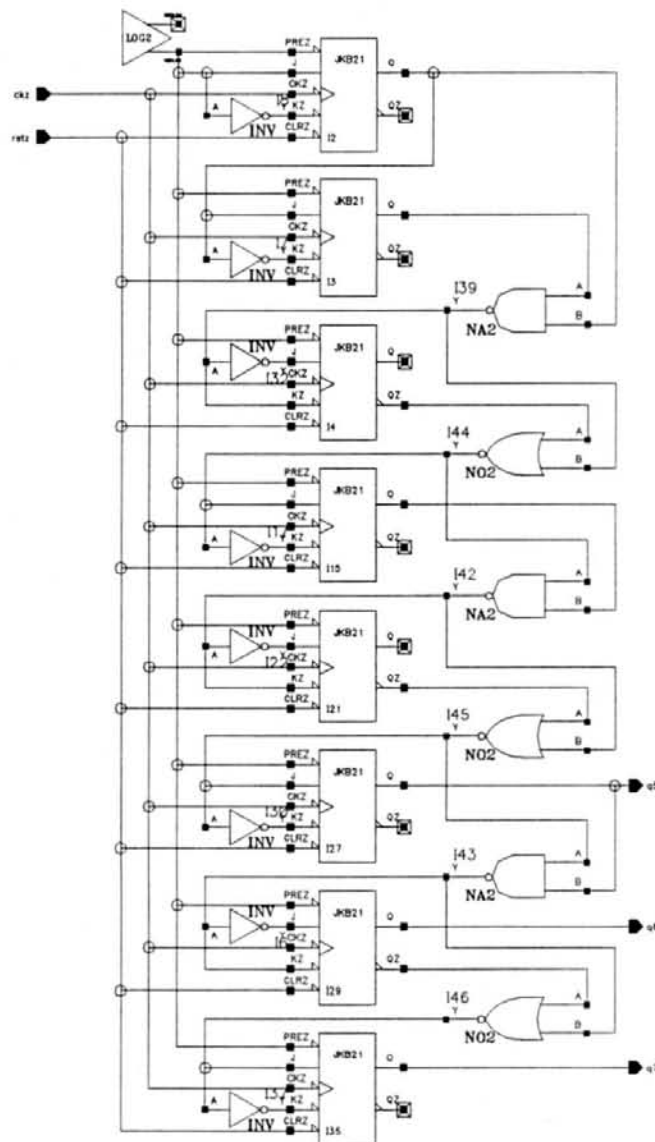 LOG2
PREZ
JKB21
Q
J
ckz
CKZ
A
KZ
QZ
INV
rstz
CLRZ
I2
PREZ
JKB21
Q
J
CKZ
A
KZ
QZ
INV
CLRZ
I3
I39
Y
A
B
NA2
PREZ
JKB21
INV
J
Q
A
I32
CKZ
KZ
QZ
CLRZ
I4
A
I44
Y
B
NO2
PREZ
JKB21
Q
J
CKZ
A
KZ
QZ
INV
CLRZ
I15
I42
Y
A
B
NA2
PREZ
JKB21
INV
J
Q
A
I22
CKZ
KZ
QZ
CLRZ
I21
A
I45
Y
B
NO2
PREZ
JKB21
Q
J
q5
CKZ
A
KZ
QZ
INV
CLRZ
I27
I43
Y
A
B
NA2
PREZ
JKB21
INV
J
Q
q6
A
CKZ
KZ
QZ
CLRZ
I29
A
I46
Y
B
NO2
PREZ
JKB21
Q
J
CKZ
A
KZ
QZ
INV
CLRZ
I35